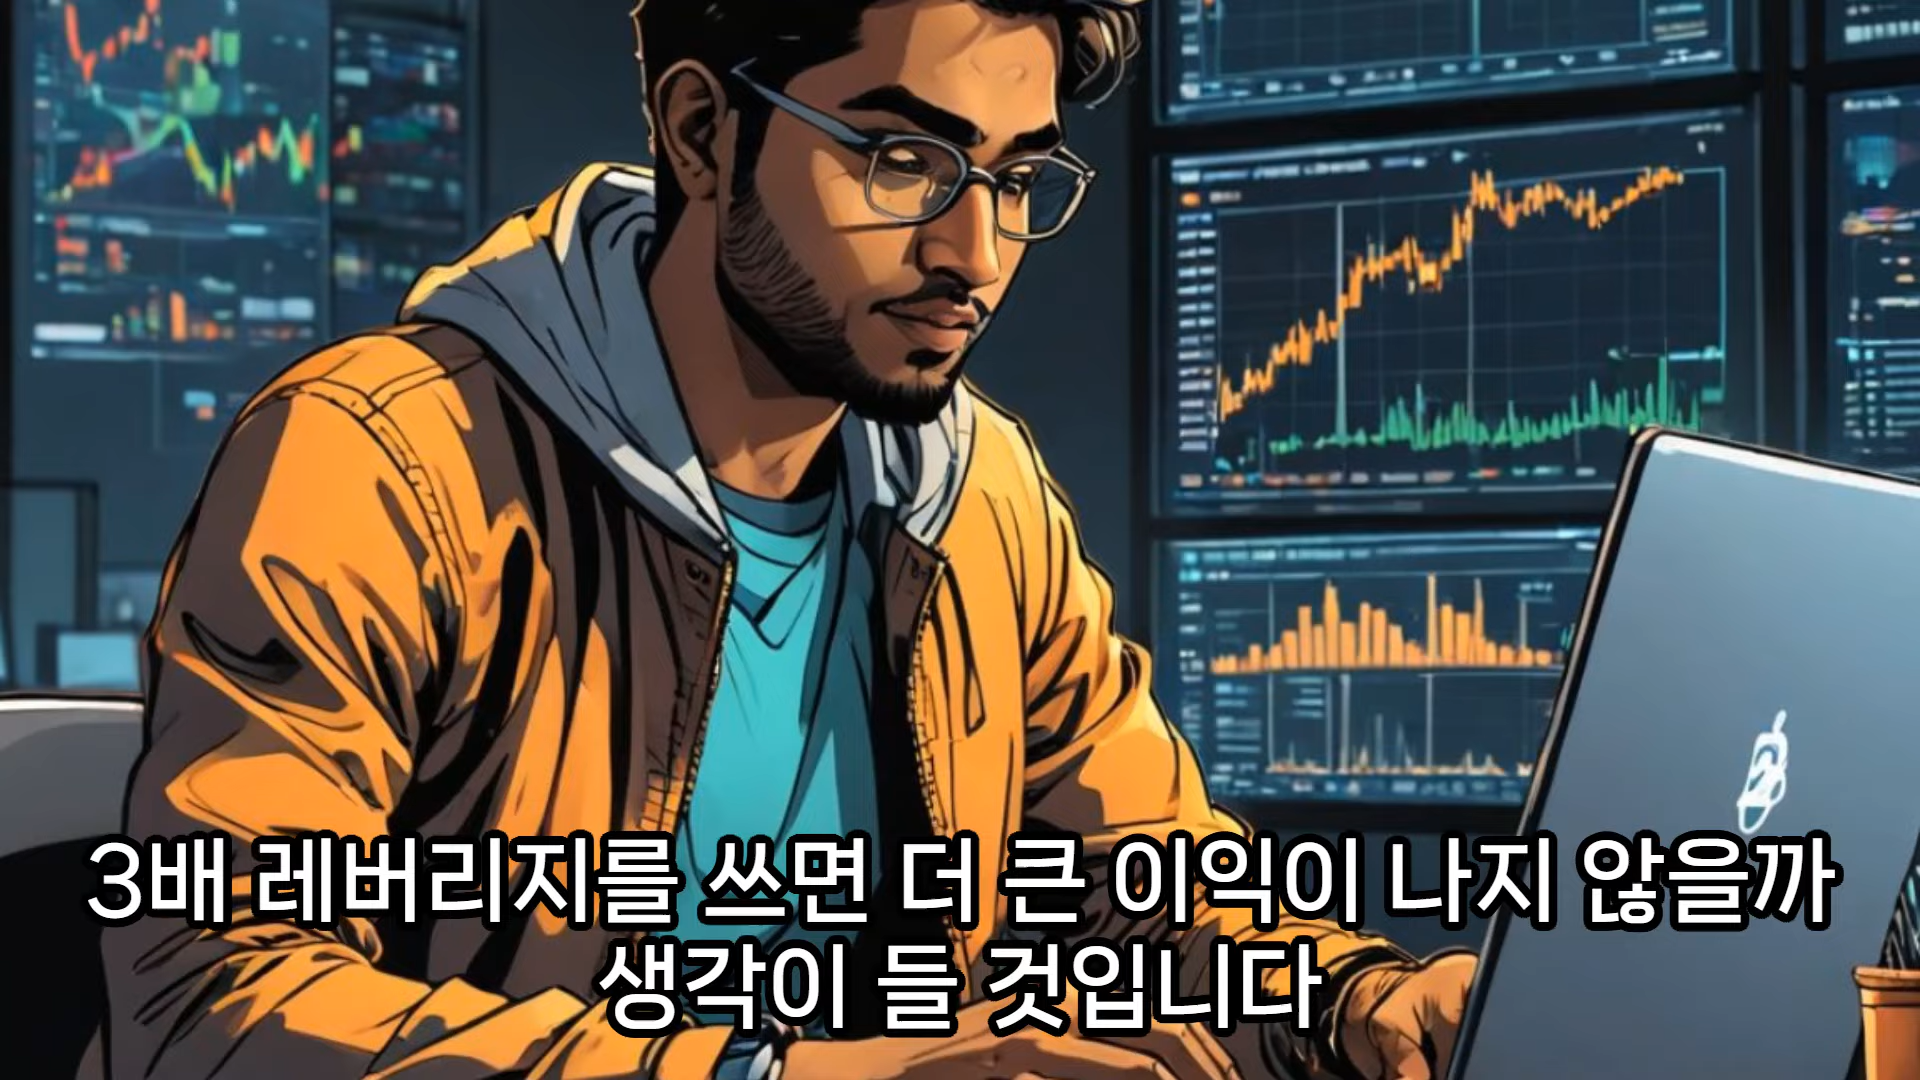 3배 레버리지를 쓰면 더 큰 이익이 나지 않을까
생각이 들 것입니다